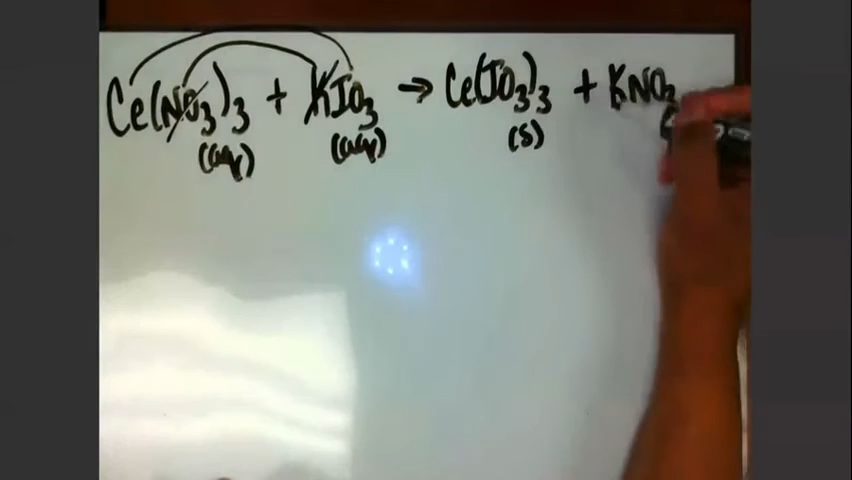 Ce(NO₃)₃ + KIO₃ → Ce(IO₃)₃ + KNO₃
(aq) (aq) (s)